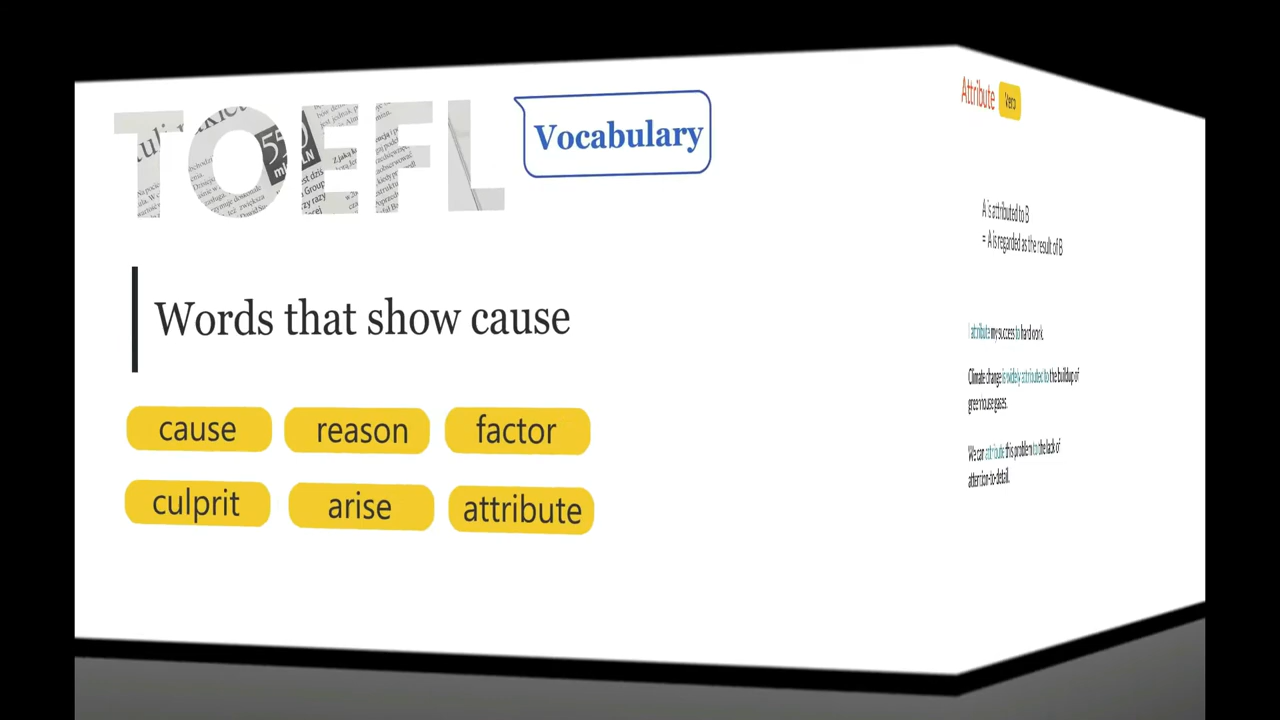 TOEFL
Vocabulary
Words that show cause
cause reason factor
culprit arise attribute
Attribute Verb
A is attributed to B
= A is regarded as the result of B
I attribute my success to hard work.
Climate change is widely attributed to the buildup of
greenhouse gases.
We can attribute this problem to the lack of
attention-to-detail.